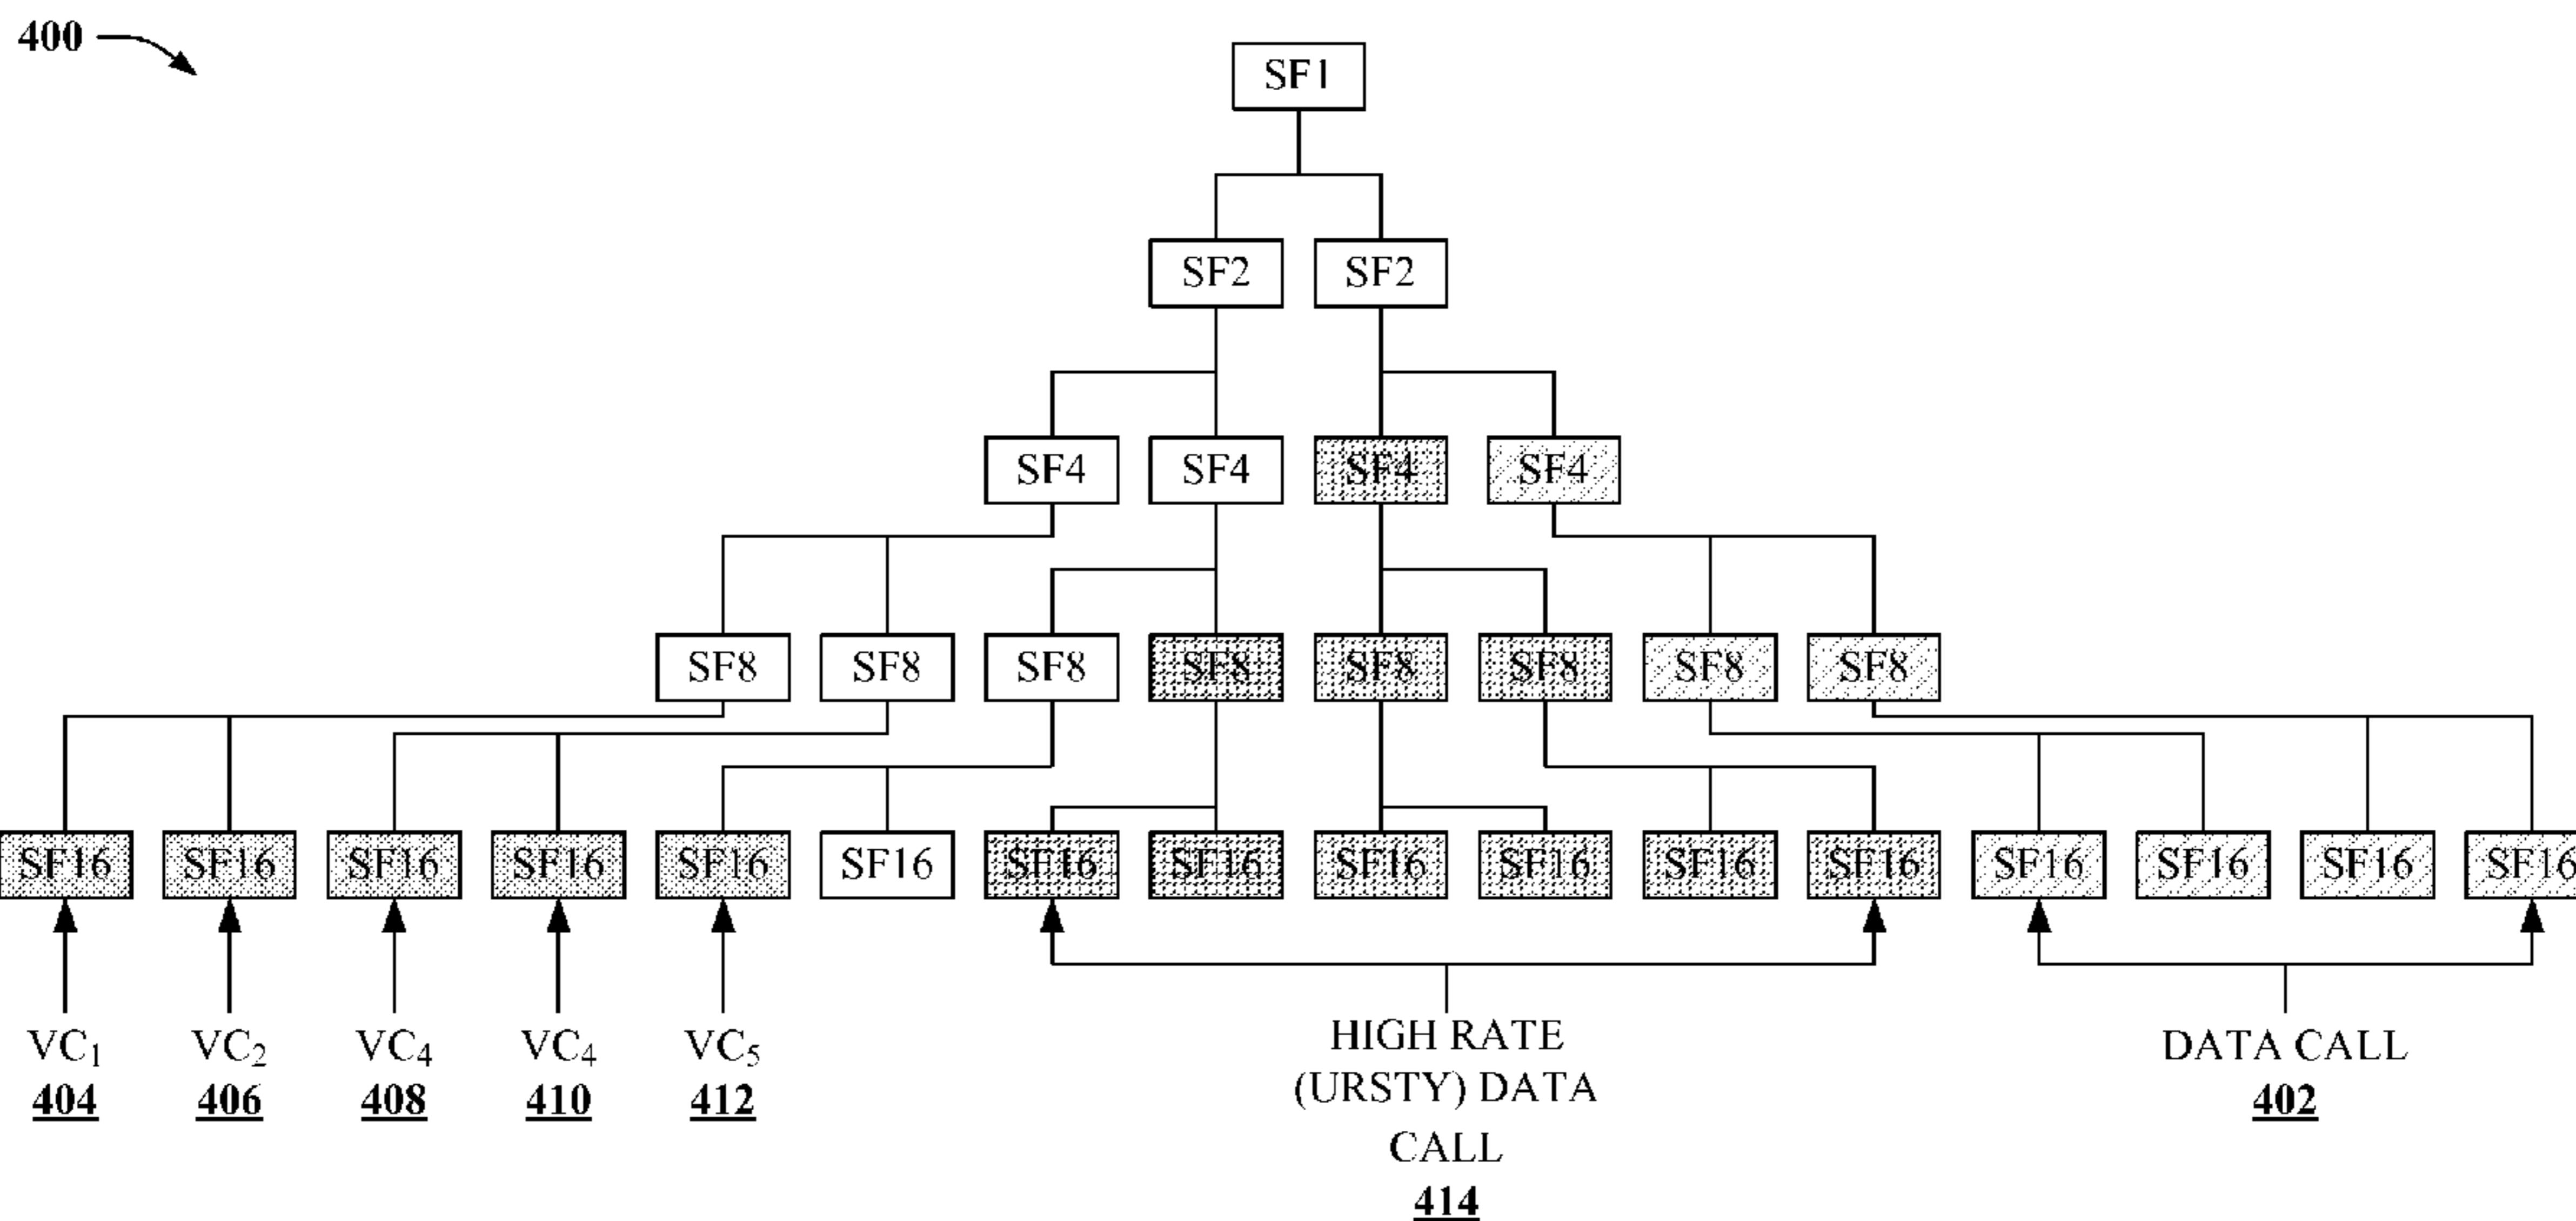 400
SF1
SF2 SF2
SF4 SF4 SF4 SF4
SF8 SF8 SF8 SF8 SF8 SF8 SF8 SF8
SF16 SF16 SF16 SF16 SF16 SF16 SF16 SF16 SF16 SF16 SF16 SF16 SF16 SF16 SF16 SF16
VC1 VC2 VC4 VC4 VC5
404 406 408 410 412
HIGH RATE
(URSTY) DATA
CALL
414
DATA CALL
402